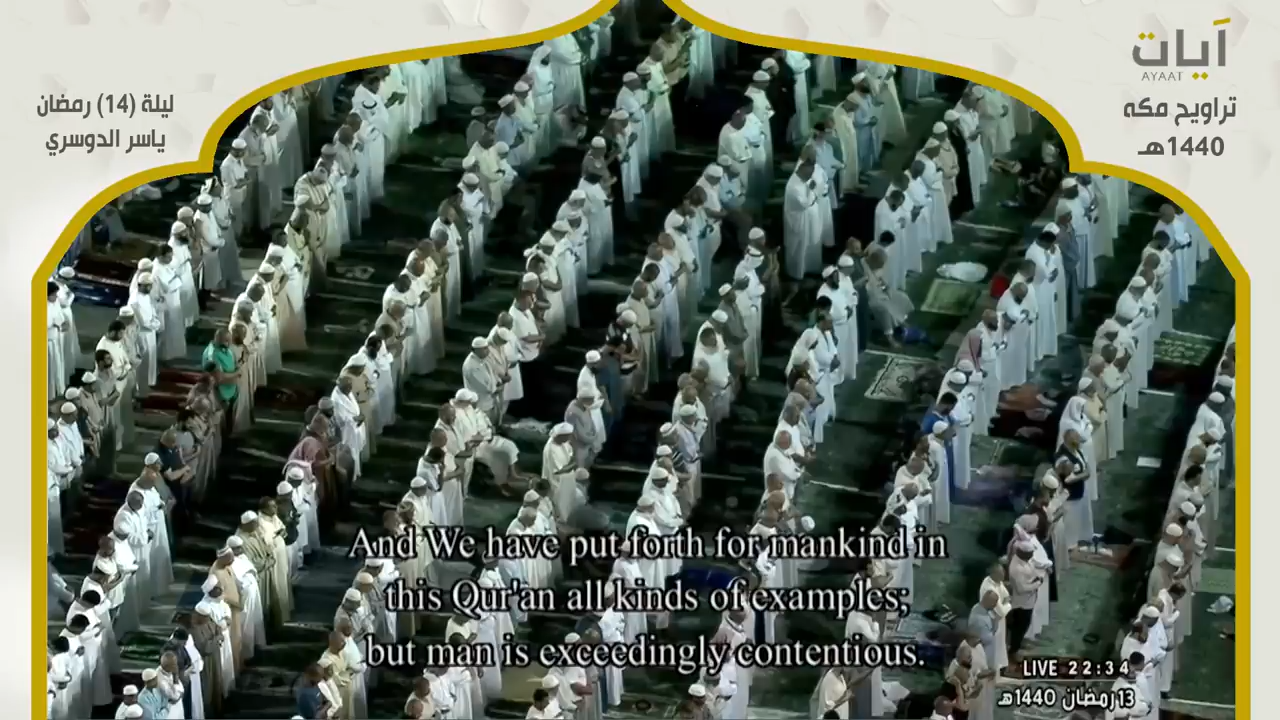 آيات
AYAAT
تراويح مكه
1440هـ
ليلة (14) رمضان
ياسر الدوسري
And We have put forth for mankind in
this Qur'an all kinds of examples;
but man is exceedingly contentious.
LIVE 22:34
13 رمضان 1440هـ